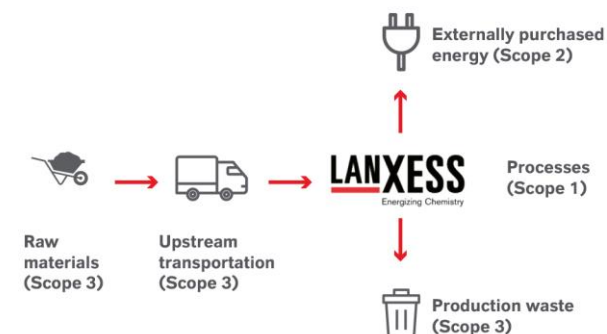 Externally purchased
energy (Scope 2)
LANXESS
Energizing Chemistry
Processes
(Scope 1)
Raw
materials
(Scope 3)
Upstream
transportation
(Scope 3)
Production waste
(Scope 3)